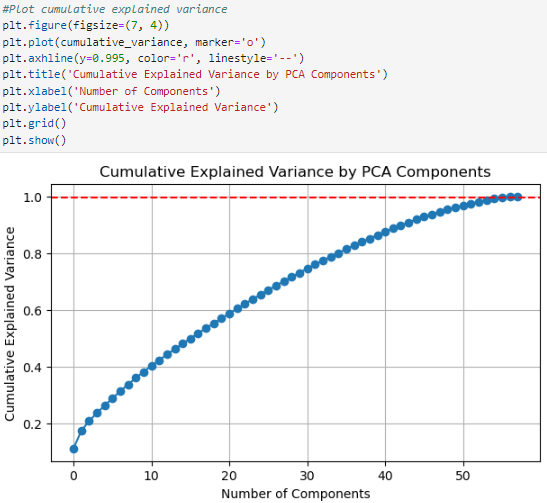 #Plot cumulative explained variance
plt.figure(figsize=(7, 4))
plt.plot(cumulative_variance, marker='o')
plt.axhline(y=0.995, color='r', linestyle='--')
plt.title('Cumulative Explained Variance by PCA Components')
plt.xlabel('Number of Components')
plt.ylabel('Cumulative Explained Variance')
plt.grid()
plt.show()
Cumulative Explained Variance by PCA Components
Cumulative Explained Variance
1.0
0.8
0.6
0.4
0.2
0 10 20 30 40 50
Number of Components